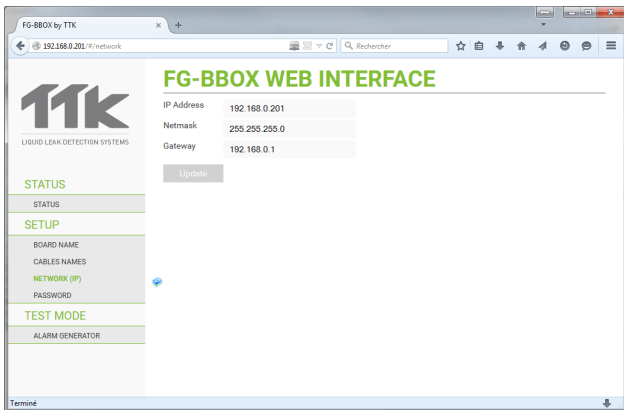 FG-BBOX by TTK
192.168.0.201/#/network
Rechercher
TTK
LIQUID LEAK DETECTION SYSTEMS
STATUS
STATUS
SETUP
BOARD NAME
CABLES NAMES
NETWORK (IP)
PASSWORD
TEST MODE
ALARM GENERATOR
FG-BBOX WEB INTERFACE
IP Address 192.168.0.201
Netmask 255.255.255.0
Gateway 192.168.0.1
Update
Terminé